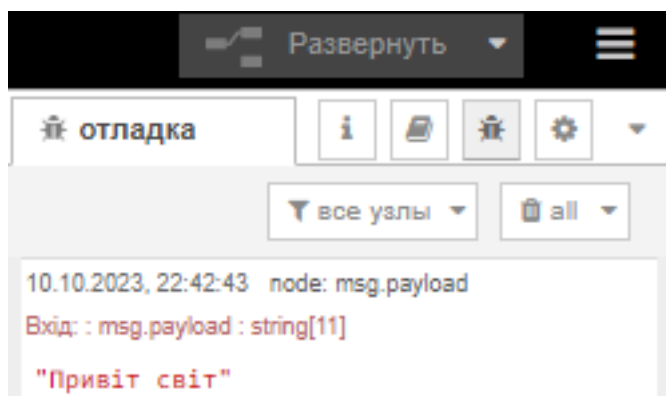 Развернуть
отладка
все узлы all
10.10.2023, 22:42:43 node: msg.payload
Вхід: : msg.payload : string[11]
"Привіт світ"